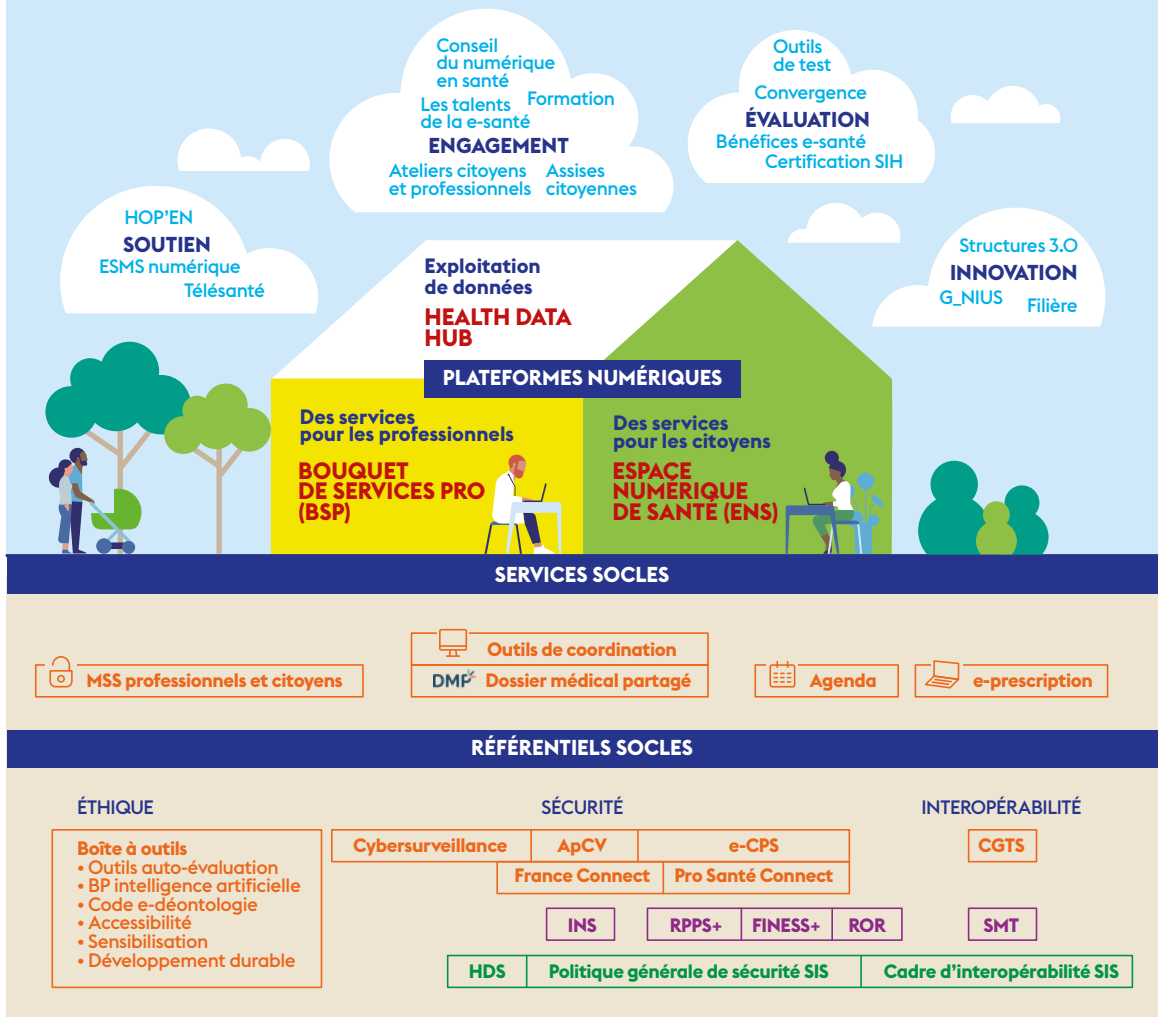 Conseil
du numérique
en santé
Les talents
de la e-santé
Formation
ENGAGEMENT
Ateliers citoyens
et professionnels
Assises
citoyennes
Outils
de test
Convergence
ÉVALUATION
Bénéfices e-santé
Certification SIH
HOP'EN
SOUTIEN
ESMS numérique
Télésanté
Structures 3.0
INNOVATION
G_NIUS
Filière
Exploitation
de données
HEALTH DATA
HUB
PLATEFORMES NUMÉRIQUES
Des services
pour les professionnels
BOUQUET
DE SERVICES PRO
(BSP)
Des services
pour les citoyens
ESPACE
NUMÉRIQUE
DE SANTÉ (ENS)
SERVICES SOCLES
MSS professionnels et citoyens
Outils de coordination
DMP Dossier médical partagé
Agenda
e-prescription
RÉFÉRENTIELS SOCLES
ÉTHIQUE
Boîte à outils
• Outils auto-évaluation
• BP intelligence artificielle
• Code e-déontologie
• Accessibilité
• Sensibilisation
• Développement durable
SÉCURITÉ
Cybersurveillance
ApCV
e-CPS
France Connect
Pro Santé Connect
INS
RPPS+
FINESS+
ROR
HDS
Politique générale de sécurité SIS
INTEROPÉRABILITÉ
CGTS
SMT
Cadre d'interopérabilité SIS